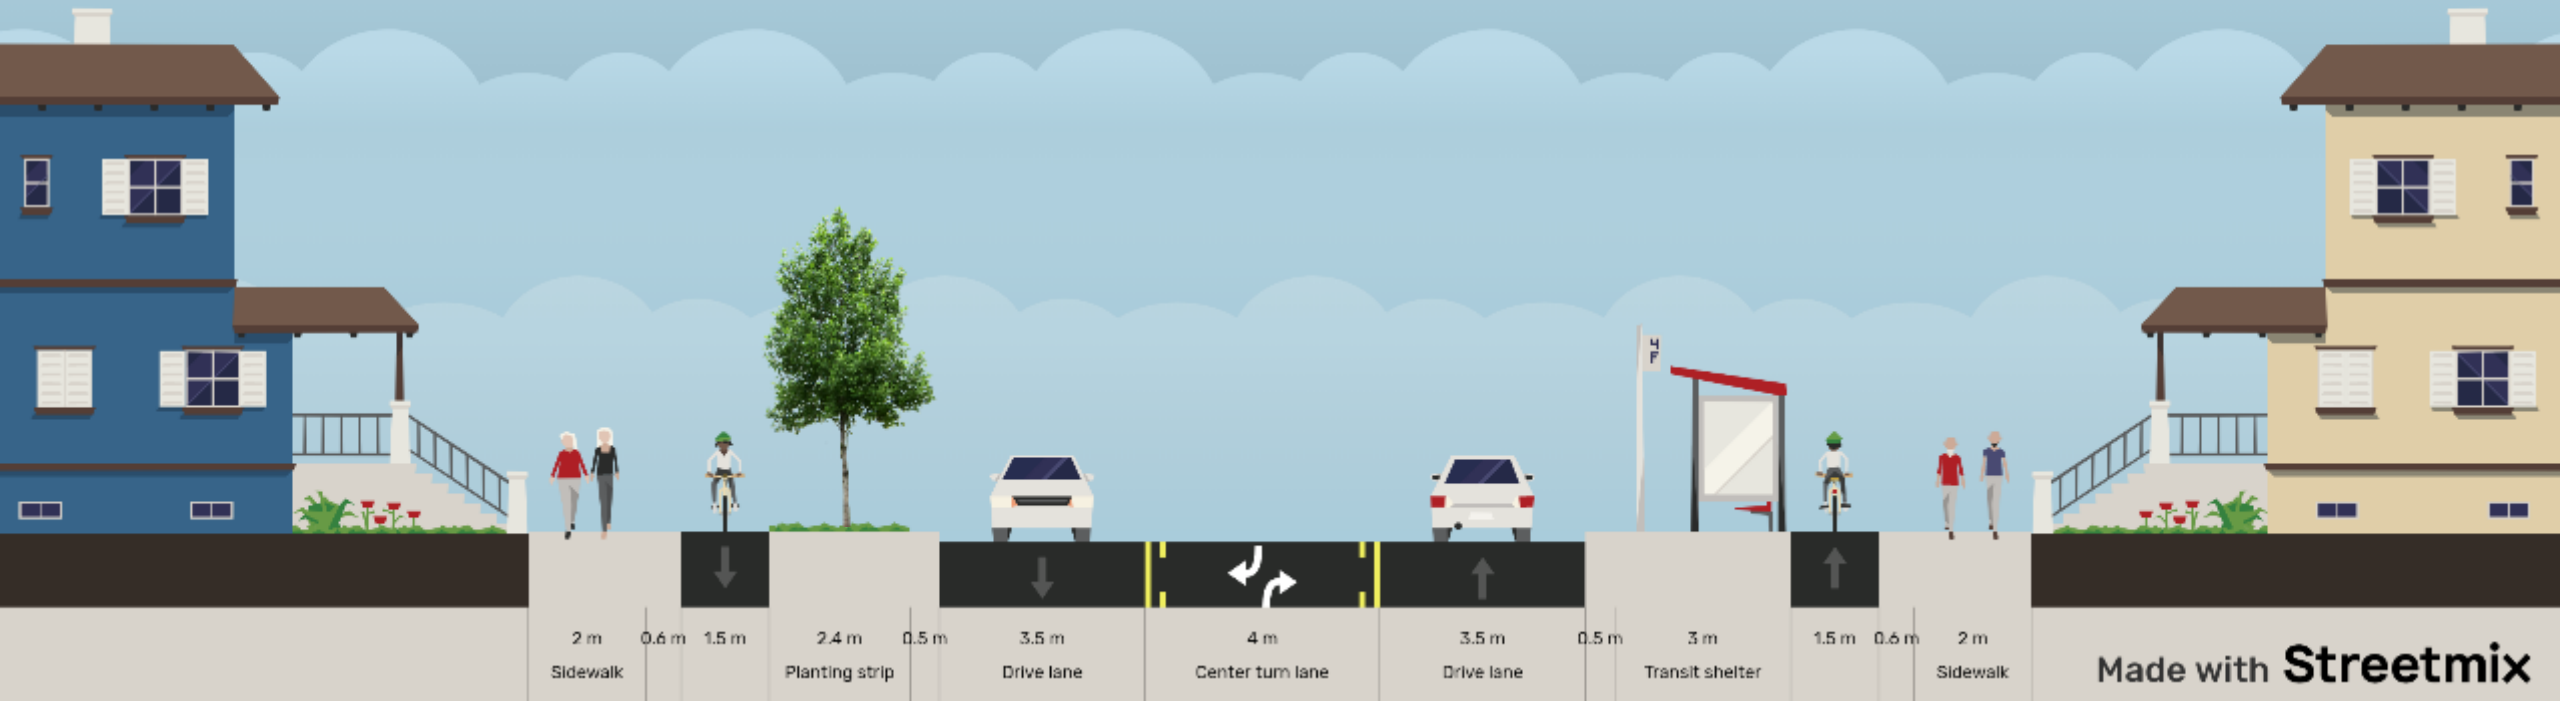 4
F
2 m 0.6 m 1.5 m 2.4 m 0.5 m 3.5 m 4 m 3.5 m 0.5 m 3 m 1.5 m 0.6 m 2 m
Sidewalk Planting strip Drive lane Center turn lane Drive lane Transit shelter Sidewalk
Made with Streetmix